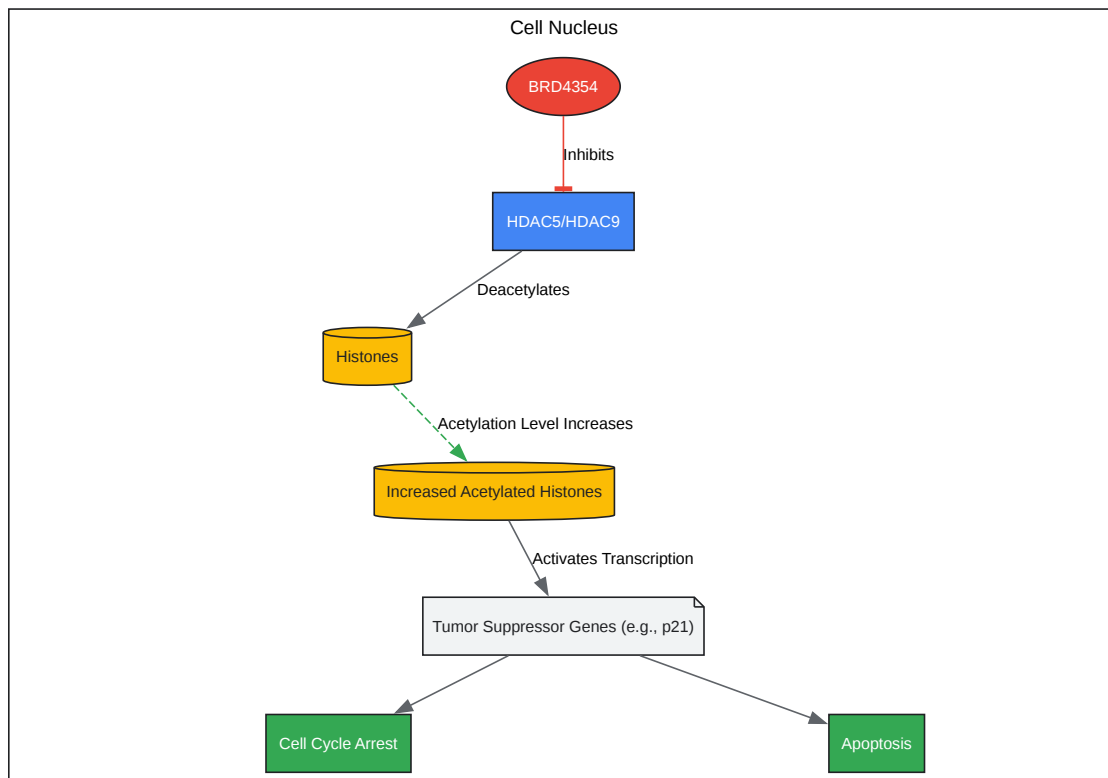 Cell Nucleus
BRD4354
Inhibits
HDAC5/HDAC9
Deacetylates
Histones
Acetylation Level Increases
Increased Acetylated Histones
Activates Transcription
Tumor Suppressor Genes (e.g., p21)
Cell Cycle Arrest
Apoptosis